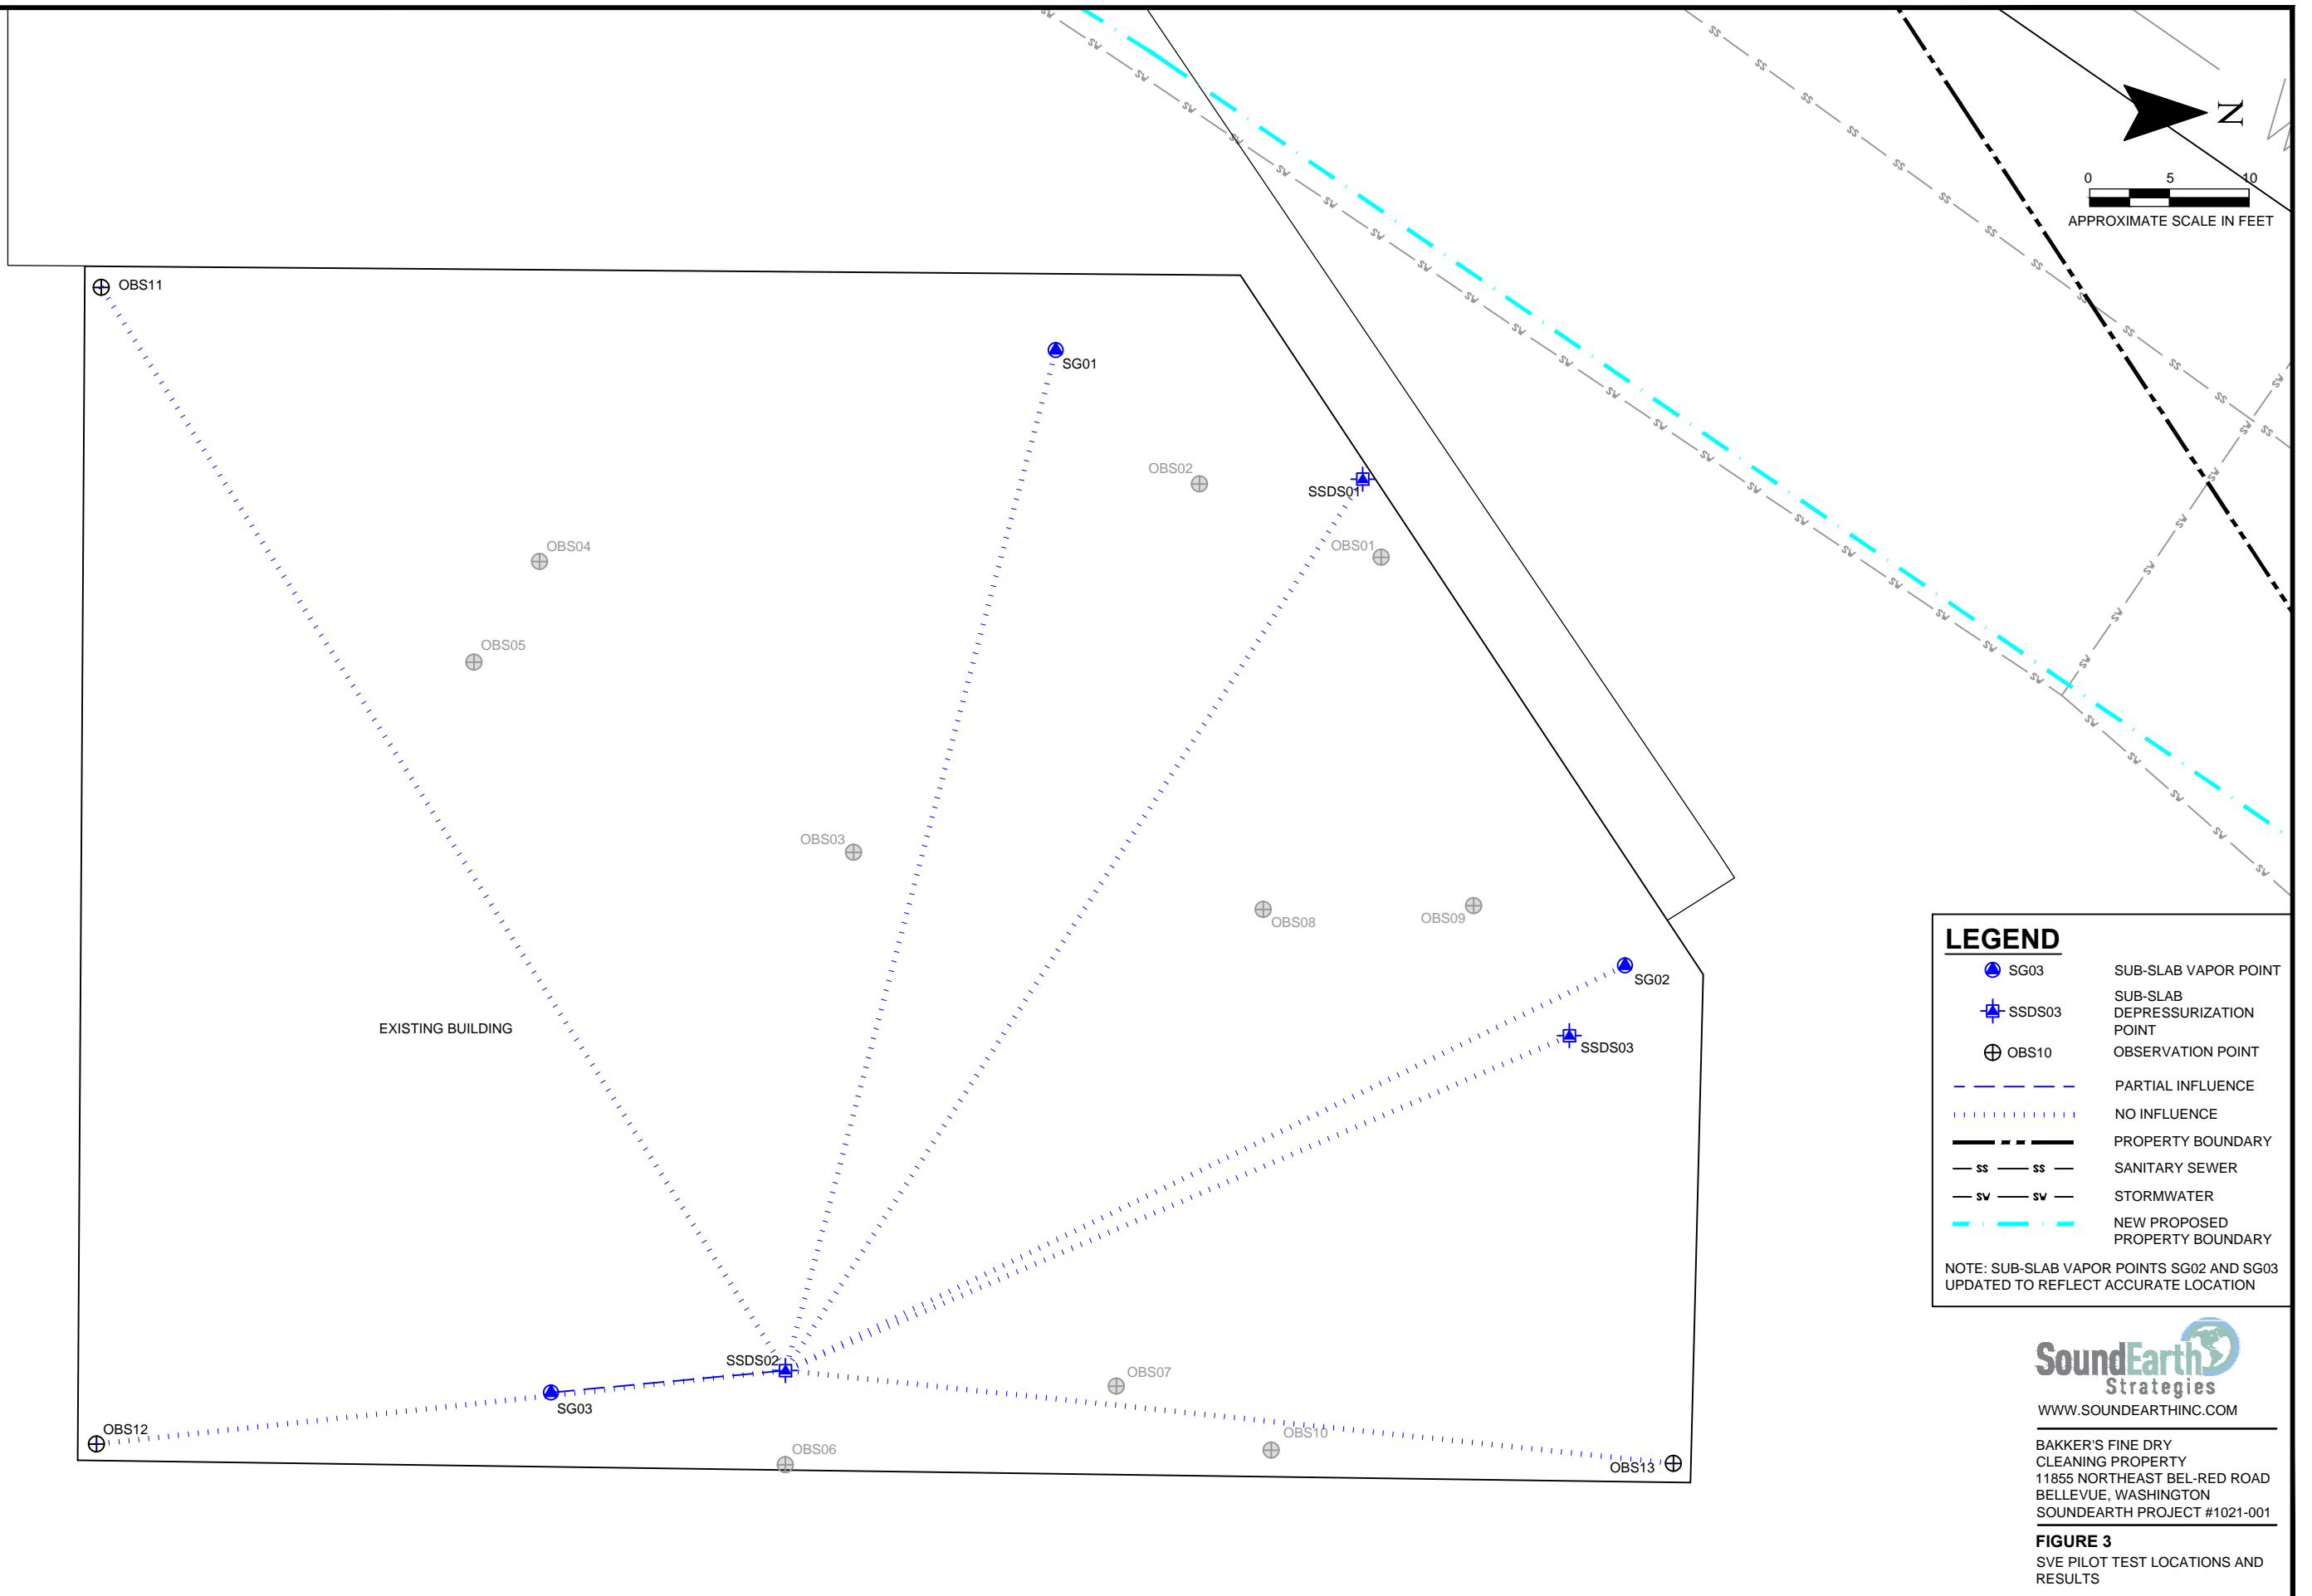 N
0 5 10
APPROXIMATE SCALE IN FEET
OBS11
SG01
OBS02
SSDS01
OBS01
OBS04
OBS05
OBS03
OBS08
OBS09
SG02
SSDS03
EXISTING BUILDING
SSDS02
SG03
OBS12
OBS07
OBS06
OBS10
OBS13
LEGEND
SG03 SUB-SLAB VAPOR POINT
SSDS03 SUB-SLAB
DEPRESSURIZATION
POINT
OBS10 OBSERVATION POINT
PARTIAL INFLUENCE
NO INFLUENCE
PROPERTY BOUNDARY
SS SS SANITARY SEWER
SW SW STORMWATER
NEW PROPOSED
PROPERTY BOUNDARY
NOTE: SUB-SLAB VAPOR POINTS SG02 AND SG03
UPDATED TO REFLECT ACCURATE LOCATION
SoundEarth
Strategies
WWW.SOUNDEARTHINC.COM
BAKKER'S FINE DRY
CLEANING PROPERTY
11855 NORTHEAST BEL-RED ROAD
BELLEVUE, WASHINGTON
SOUNDEARTH PROJECT #1021-001
FIGURE 3
SVE PILOT TEST LOCATIONS AND
RESULTS